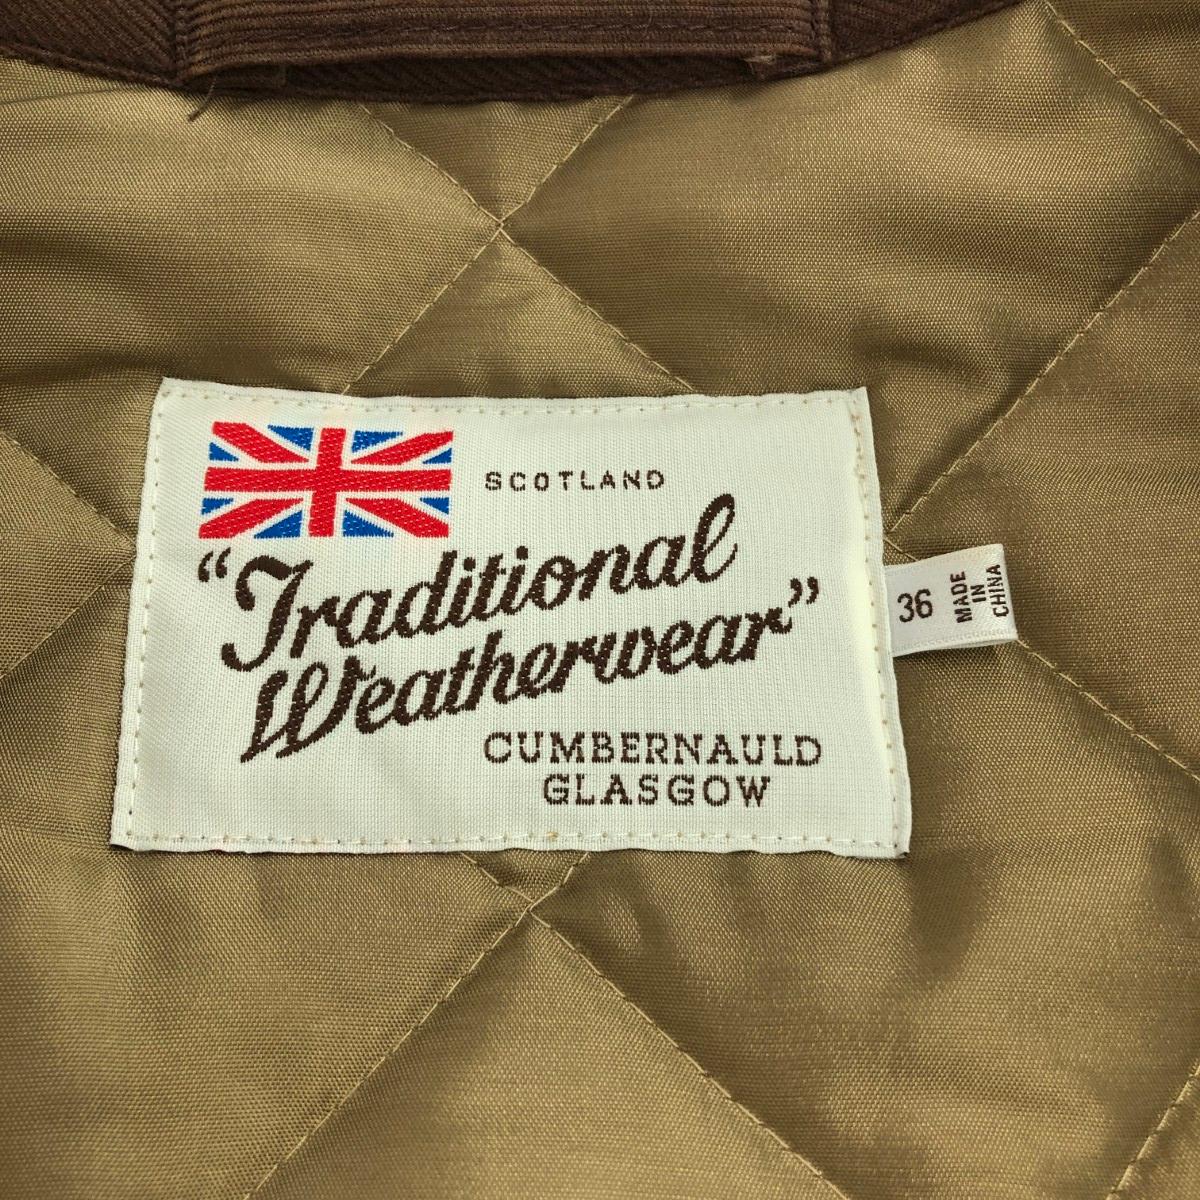 SCOTLAND
“Traditional
Weatherwear”
CUMBERNAULD
GLASGOW
36
MADE
IN
CHINA